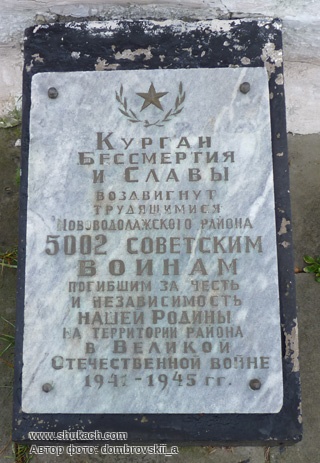 Курган
Бессмертия
и Славы
воздвигнут
трудящимися
Нововодолажского района
5002 советским
воинам
погибшим за честь
и независимость
нашей Родины
на территории района
в Великой
Отечественной войне
1941-1945 гг.
www.shukach.com
Автор фото: dombrovskii_a